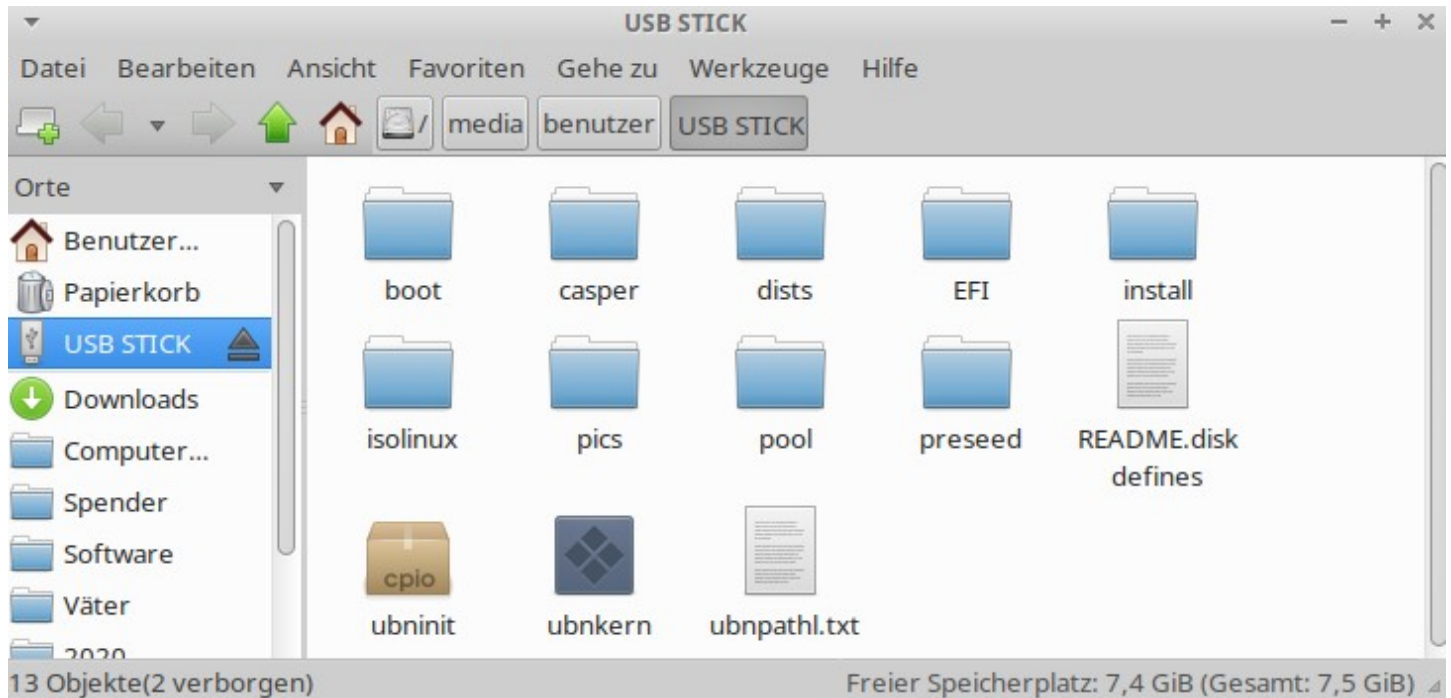 USB STICK
Datei Bearbeiten Ansicht Favoriten Gehe zu Werkzeuge Hilfe
/ media benutzer USB STICK
Orte
Benutzer...
Papierkorb
USB STICK
Downloads
Computer...
Spender
Software
Väter
2020
boot casper dists EFI install
isolinux pics pool preseed README.disk
defines
cpio
ubninit ubnkern ubnpathl.txt
13 Objekte(2 verborgen) Freier Speicherplatz: 7,4 GiB (Gesamt: 7,5 GiB)